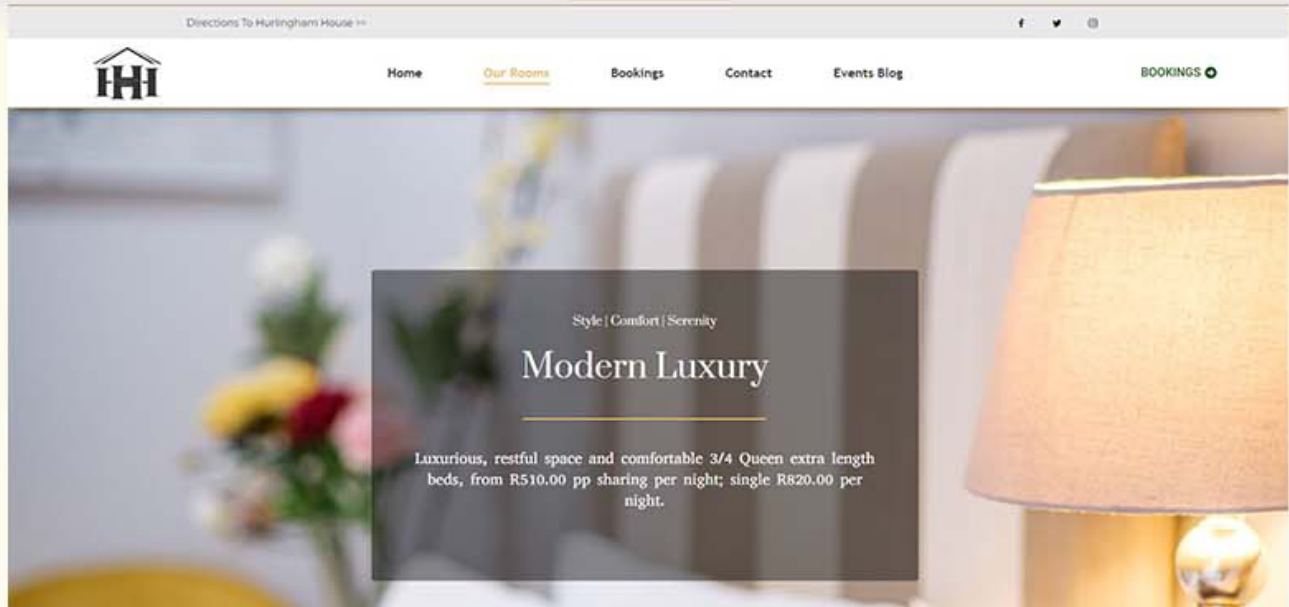 Directions To Hurlingham House >>
HHH
Home Our Rooms Bookings Contact Events Blog BOOKINGS
Style | Comfort | Serenity
Modern Luxury
Luxurious, restful space and comfortable 3/4 Queen extra length
beds, from R510.00 pp sharing per night; single R820.00 per
night.